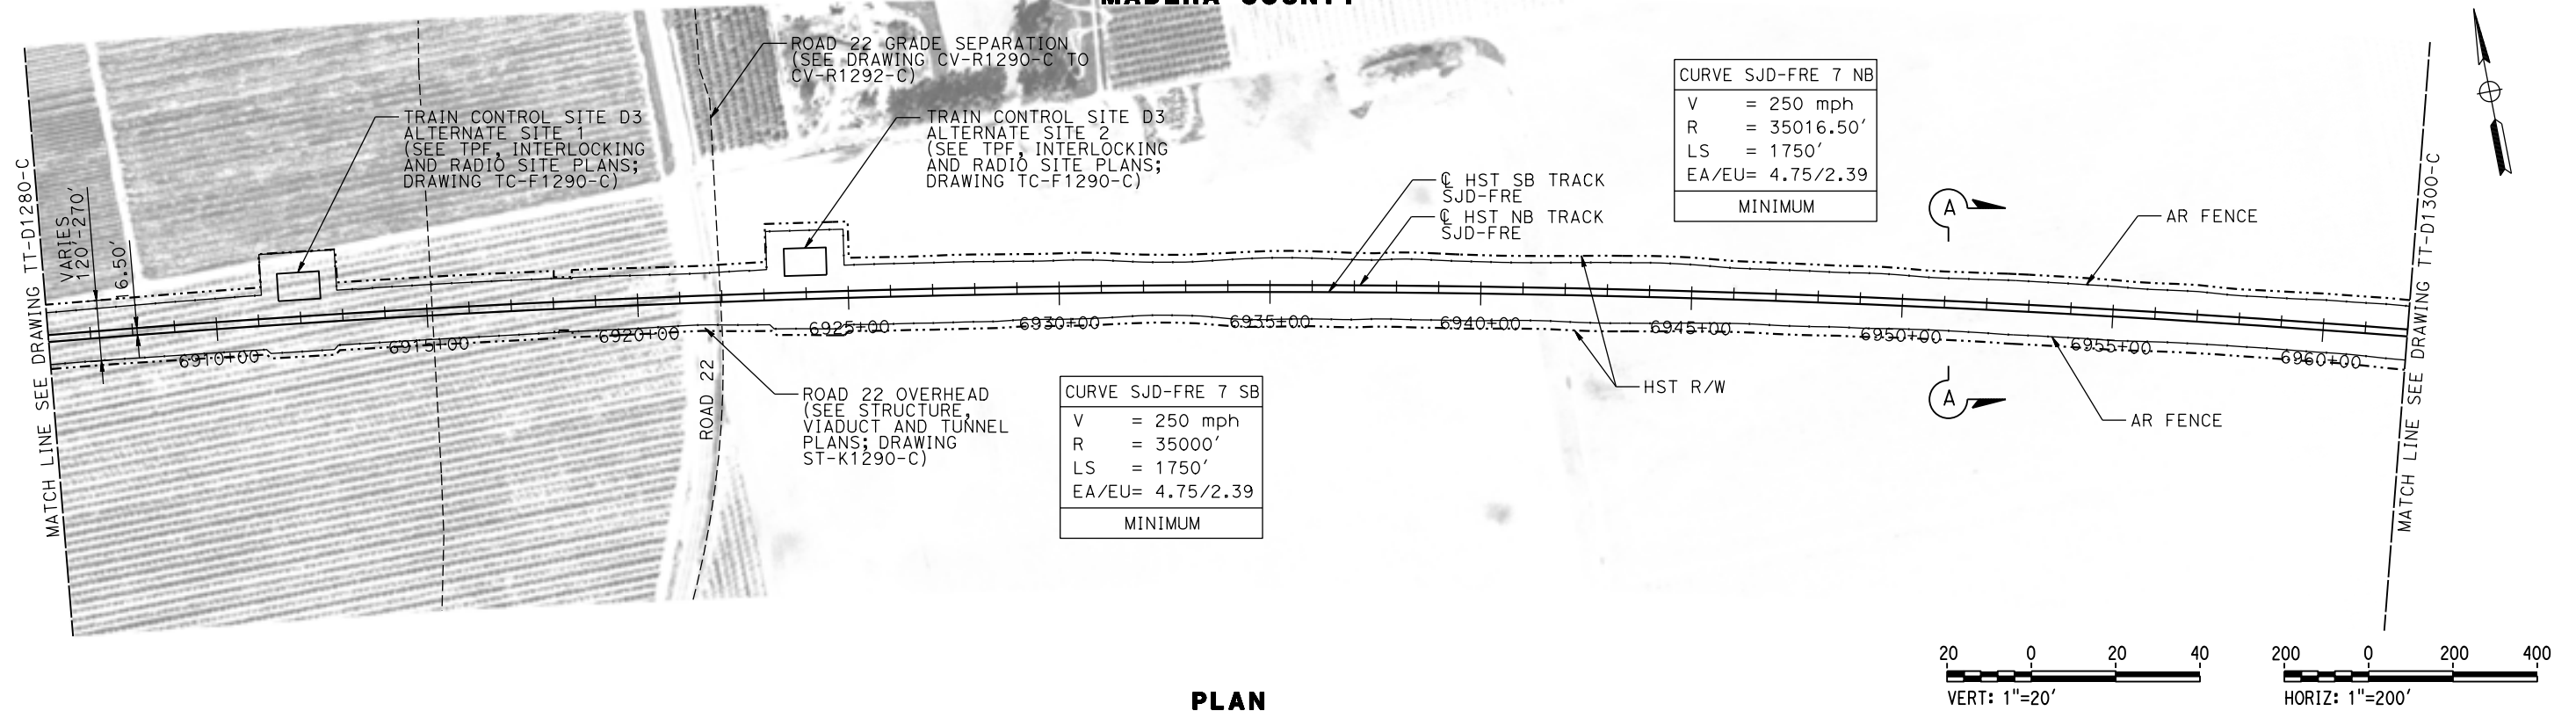 MADERA COUNTY
ROAD 22 GRADE SEPARATION
(SEE DRAWING CV-R1290-C TO
CV-R1292-C)
TRAIN CONTROL SITE D3
ALTERNATE SITE 1
(SEE TPF, INTERLOCKING
AND RADIO SITE PLANS;
DRAWING TC-F1290-C)
TRAIN CONTROL SITE D3
ALTERNATE SITE 2
(SEE TPF, INTERLOCKING
AND RADIO SITE PLANS;
DRAWING TC-F1290-C)
CURVE SJD-FRE 7 NB
V = 250 mph
R = 35016.50'
LS = 1750'
EA/EU= 4.75/2.39
MINIMUM
℄ HST SB TRACK
SJD-FRE
℄ HST NB TRACK
SJD-FRE
A
AR FENCE
MATCH LINE SEE DRAWING TT-D1280-C
VARIES
120'-270'
6.50'
MATCH LINE SEE DRAWING TT-D1300-C
6910+00
6915+00
6920+00
6925+00
6930+00
6935+00
6940+00
6945+00
6950+00
6955+00
6960+00
ROAD 22
ROAD 22 OVERHEAD
(SEE STRUCTURE,
VIADUCT AND TUNNEL
PLANS; DRAWING
ST-K1290-C)
CURVE SJD-FRE 7 SB
V = 250 mph
R = 35000'
LS = 1750'
EA/EU= 4.75/2.39
MINIMUM
HST R/W
A
AR FENCE
20 0 20 40
VERT: 1"=20'
200 0 200 400
HORIZ: 1"=200'
PLAN